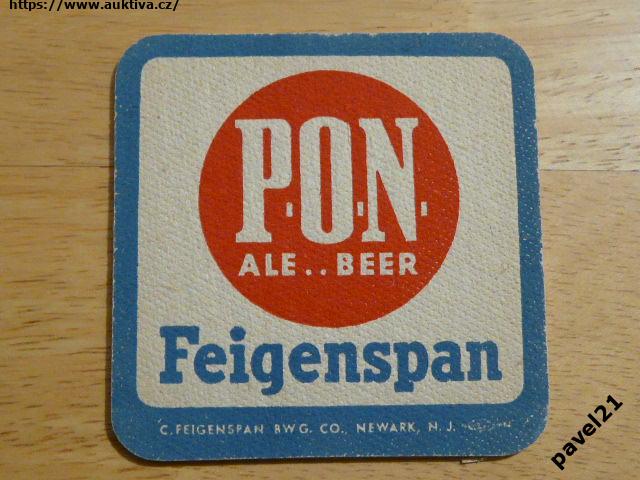 https://www.auktiva.cz/
P.O.N.
ALE..BEER
Feigenspan
C. FEIGENSPAN BWG. CO., NEWARK, N. J.
pavel21